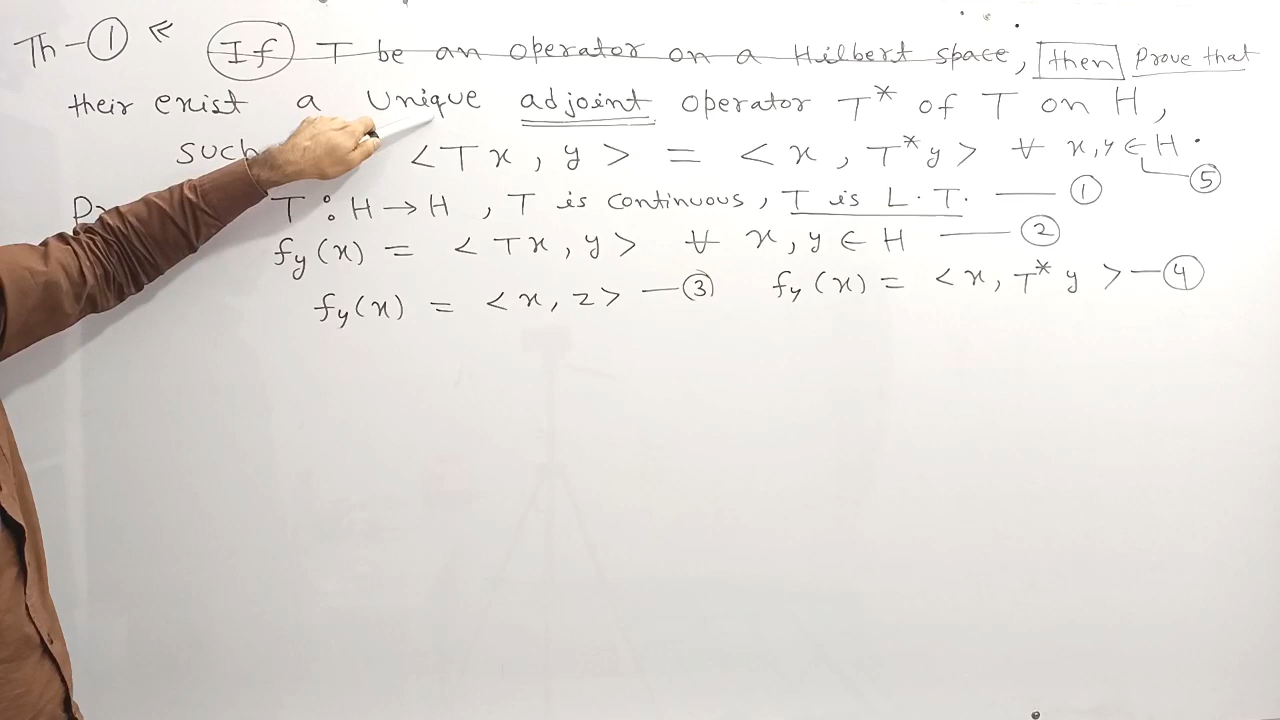 Th-① ≪ If T be an operator on a Hilbert space, then Prove that
their exist a unique adjoint operator T* of T on H,
such <Tx, y> = <x, T*y> ∀ x,y ∈ H. ⑤
T : H → H, T is continuous, T is L.T. — ①
fy(x) = <Tx, y> ∀ x, y ∈ H — ②
fy(x) = <x, z> — ③ fy(x) = <x, T* y> — ④